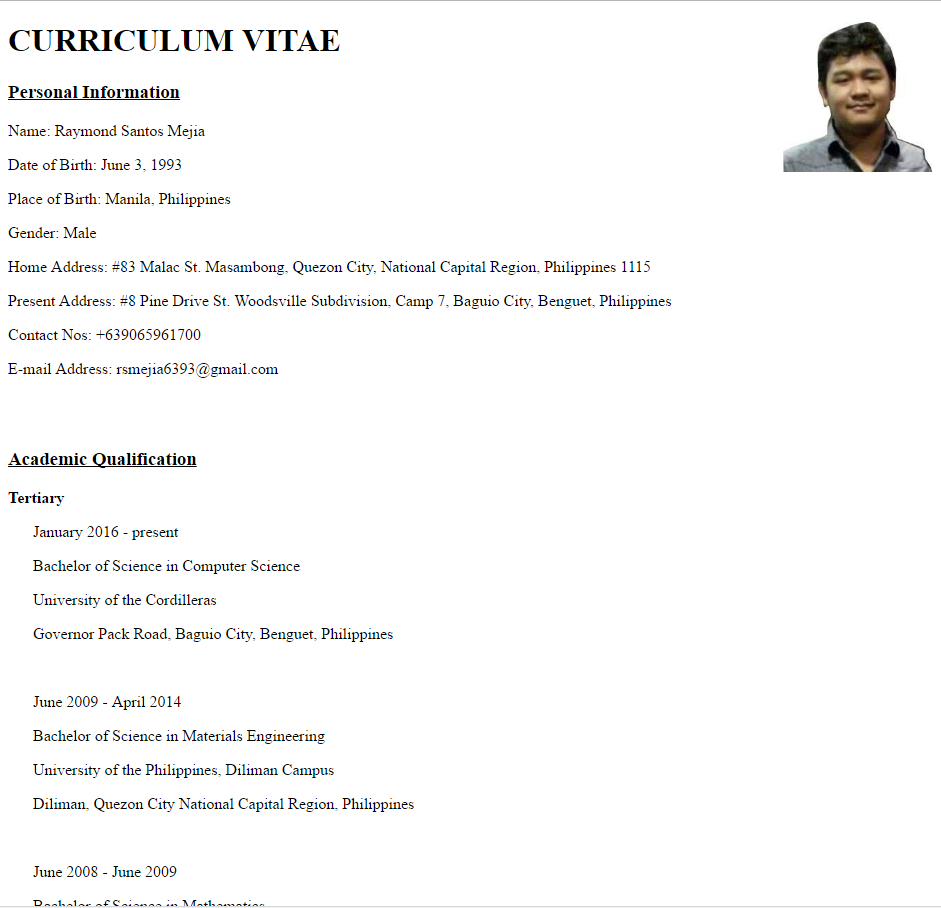 CURRICULUM VITAE
Personal Information
Name: Raymond Santos Mejia
Date of Birth: June 3, 1993
Place of Birth: Manila, Philippines
Gender: Male
Home Address: #83 Malac St. Masambong, Quezon City, National Capital Region, Philippines 1115
Present Address: #8 Pine Drive St. Woodsville Subdivision, Camp 7, Baguio City, Benguet, Philippines
Contact Nos: +639065961700
E-mail Address: rsmejia6393@gmail.com
Academic Qualification
Tertiary
January 2016 - present
Bachelor of Science in Computer Science
University of the Cordilleras
Governor Pack Road, Baguio City, Benguet, Philippines
June 2009 - April 2014
Bachelor of Science in Materials Engineering
University of the Philippines, Diliman Campus
Diliman, Quezon City National Capital Region, Philippines
June 2008 - June 2009
Bachelor of Science in Mathematics